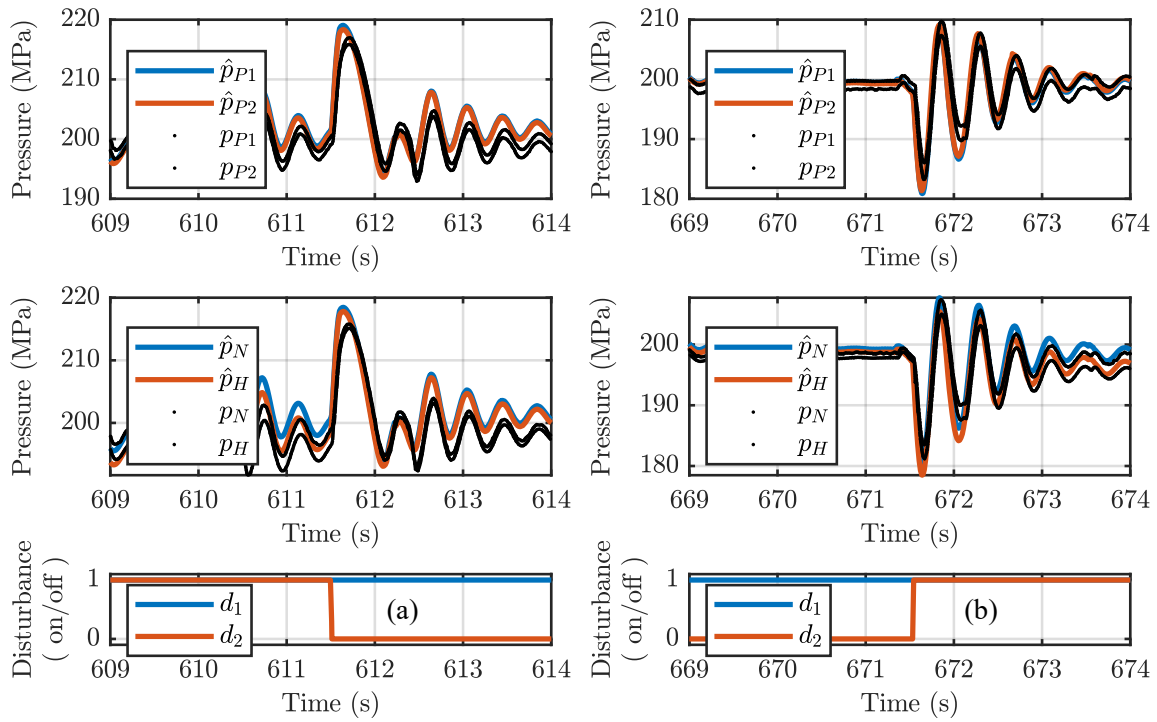 220
210
200
190
Pressure (MPa)
p̂P1
p̂P2
pP1
pP2
609 610 611 612 613 614
Time (s)
210
200
190
180
Pressure (MPa)
p̂P1
p̂P2
pP1
pP2
669 670 671 672 673 674
Time (s)
220
210
200
Pressure (MPa)
p̂N
p̂H
pN
pH
609 610 611 612 613 614
Time (s)
200
190
180
Pressure (MPa)
p̂N
p̂H
pN
pH
669 670 671 672 673 674
Time (s)
Disturbance
( on/off )
1
0
d1
d2
(a)
609 610 611 612 613 614
Time (s)
Disturbance
( on/off )
1
0
d1
d2
(b)
669 670 671 672 673 674
Time (s)